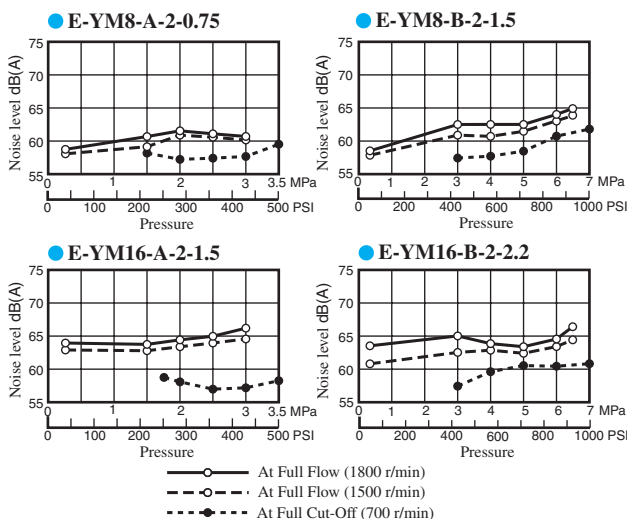 E-YM8-A-2-0.75
75
70
65
60
55
Noise level dB(A)
0 1 2 3 3.5 MPa
0 100 200 300 400 500 PSI
Pressure
E-YM8-B-2-1.5
75
70
65
60
55
Noise level dB(A)
0 1 2 3 4 5 6 7 MPa
0 200 400 600 800 1000 PSI
Pressure
E-YM16-A-2-1.5
75
70
65
60
55
Noise level dB(A)
0 1 2 3 3.5 MPa
0 100 200 300 400 500 PSI
Pressure
E-YM16-B-2-2.2
75
70
65
60
55
Noise level dB(A)
0 1 2 3 4 5 6 7 MPa
0 200 400 600 800 1000 PSI
Pressure
At Full Flow (1800 r/min)
At Full Flow (1500 r/min)
At Full Cut-Off (700 r/min)